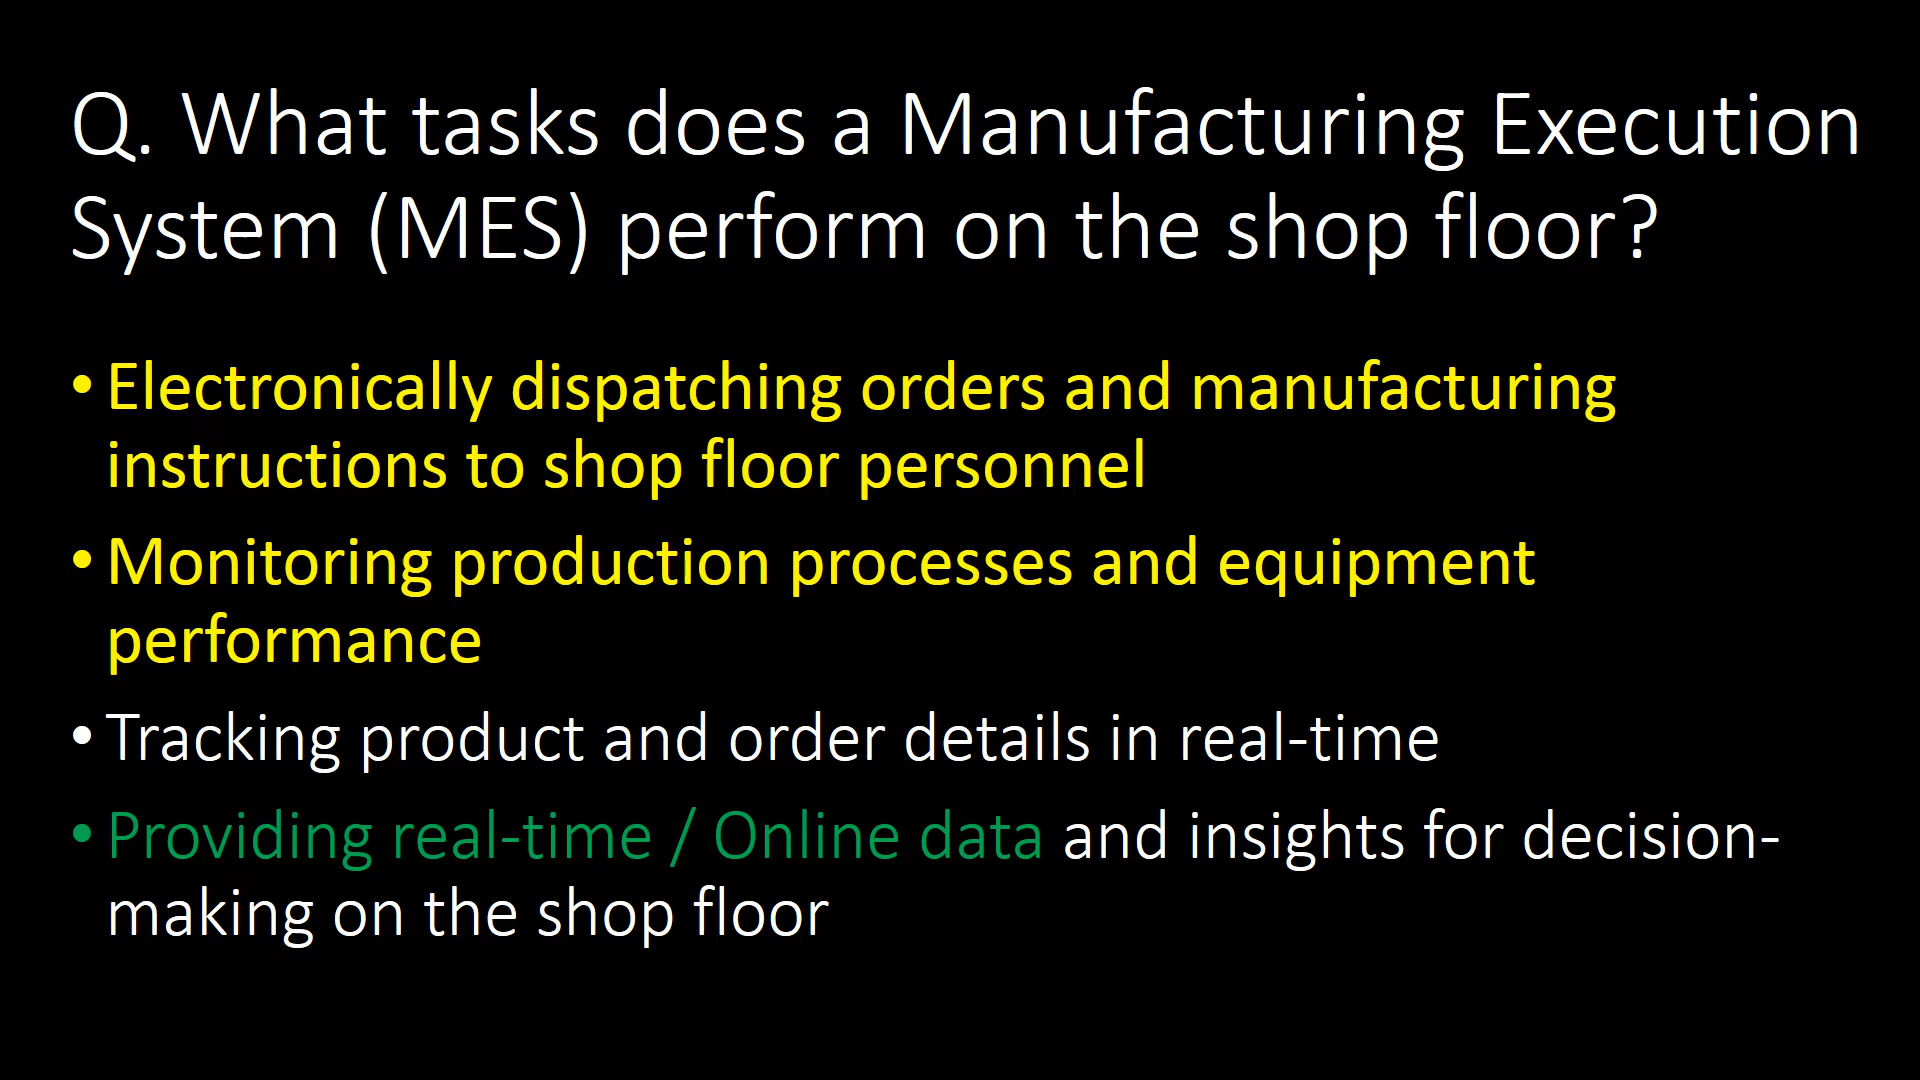 Q. What tasks does a Manufacturing Execution
System (MES) perform on the shop floor?
• Electronically dispatching orders and manufacturing
instructions to shop floor personnel
• Monitoring production processes and equipment
performance
• Tracking product and order details in real-time
• Providing real-time / Online data and insights for decision-
making on the shop floor